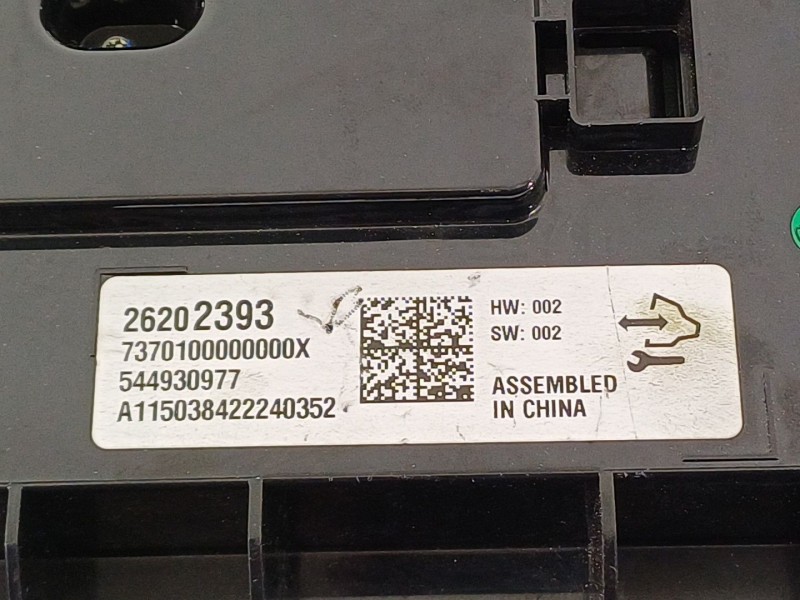 26202393
7370100000000X
544930977
A115038422240352
HW: 002
SW: 002
ASSEMBLED
IN CHINA